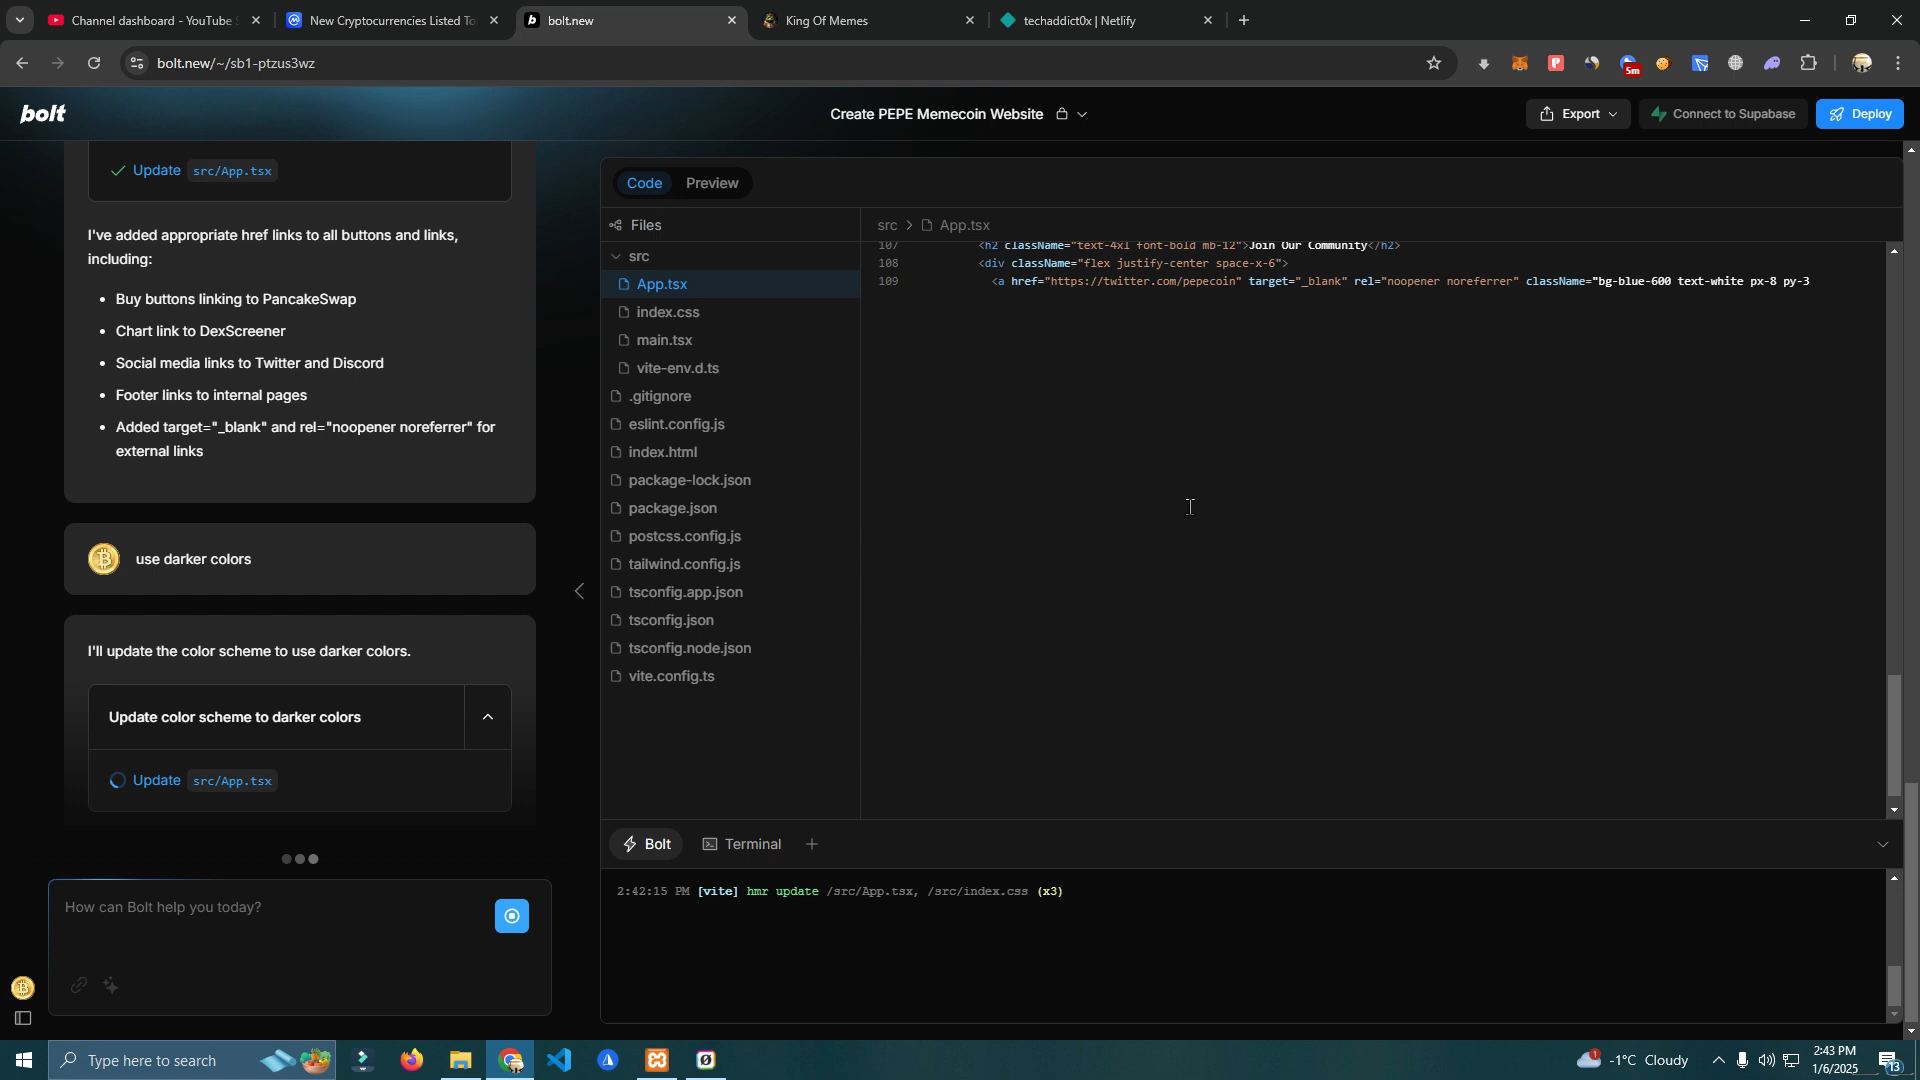 Channel dashboard - YouTube S
New Cryptocurrencies Listed To
bolt.new
King Of Memes
techaddict0x | Netlify
bolt.new/~/sb1-ptzus3wz
5m
bolt
Create PEPE Memecoin Website
Export
Connect to Supabase
Deploy
Update src/App.tsx
I've added appropriate href links to all buttons and links,
including:
• Buy buttons linking to PancakeSwap
• Chart link to DexScreener
• Social media links to Twitter and Discord
• Footer links to internal pages
• Added target="_blank" and rel="noopener noreferrer" for
external links
use darker colors
I'll update the color scheme to use darker colors.
Update color scheme to darker colors
Update src/App.tsx
How can Bolt help you today?
Code
Preview
Files
src
App.tsx
index.css
main.tsx
vite-env.d.ts
.gitignore
eslint.config.js
index.html
package-lock.json
package.json
postcss.config.js
tailwind.config.js
tsconfig.app.json
tsconfig.json
tsconfig.node.json
vite.config.ts
src > App.tsx
107 <h2 className="text-4xl font-bold mb-12">Join Our Community</h2>
108 <div className="flex justify-center space-x-6">
109 <a href="https://twitter.com/pepecoin" target="_blank" rel="noopener noreferrer" className="bg-blue-600 text-white px-8 py-3
Bolt
Terminal
2:42:15 PM [vite] hmr update /src/App.tsx, /src/index.css (x3)
Type here to search
1
-1°C Cloudy
2:43 PM
1/6/2025
13